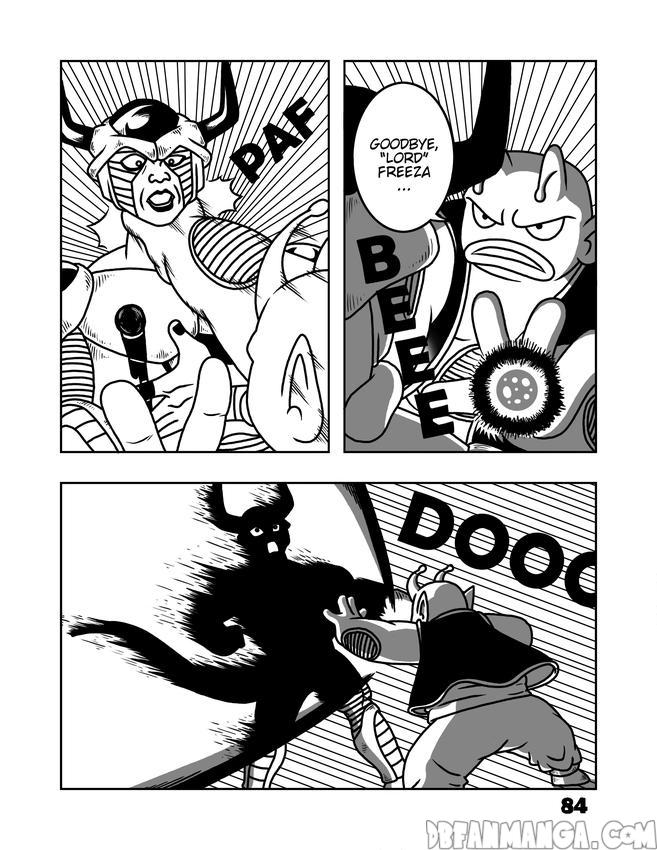 PAF
GOODBYE,
"LORD"
FREEZA
...
BEEEE
DOOO
84
DBFANMANGA.COM